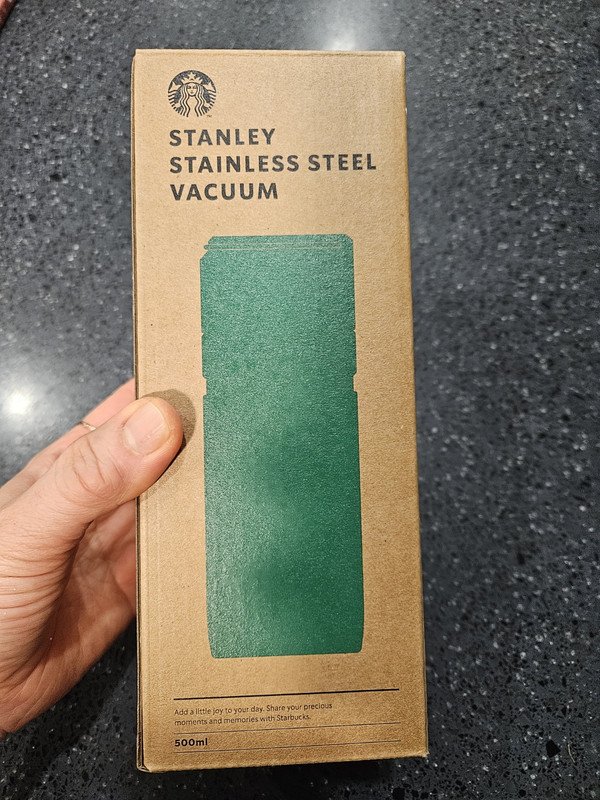 STANLEY
STAINLESS STEEL
VACUUM
Add a little joy to your day. Share your precious
moments and memories with Starbucks.
500ml